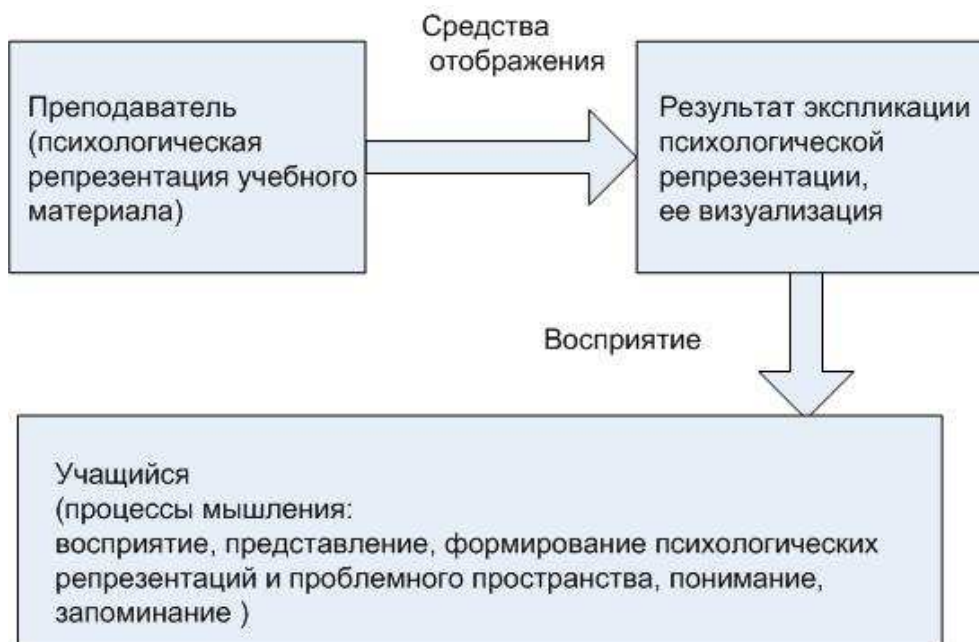 Средства
отображения
Преподаватель
(психологическая
репрезентация учебного
материала)
Результат экспликации
психологической
репрезентации,
ее визуализация
Восприятие
Учащийся
(процессы мышления:
восприятие, представление, формирование психологических
репрезентаций и проблемного пространства, понимание,
запоминание )